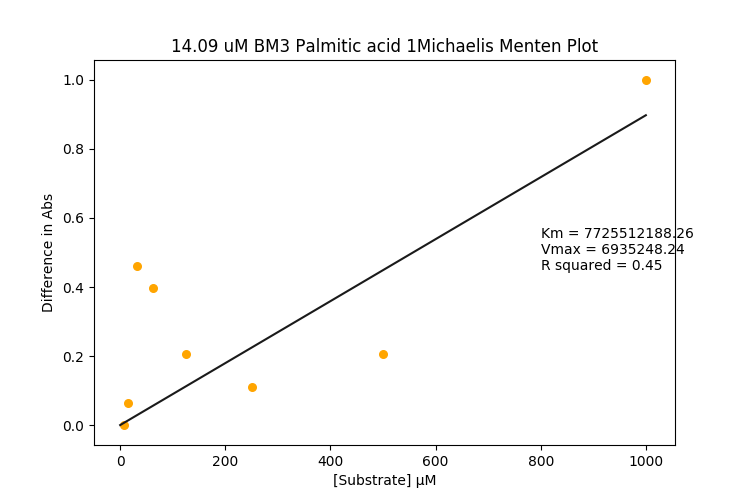 14.09 uM BM3 Palmitic acid 1Michaelis Menten Plot
1.0
0.8
0.6
0.4
0.2
0.0
Difference in Abs
Km = 7725512188.26
Vmax = 6935248.24
R squared = 0.45
0 200 400 600 800 1000
[Substrate] μM